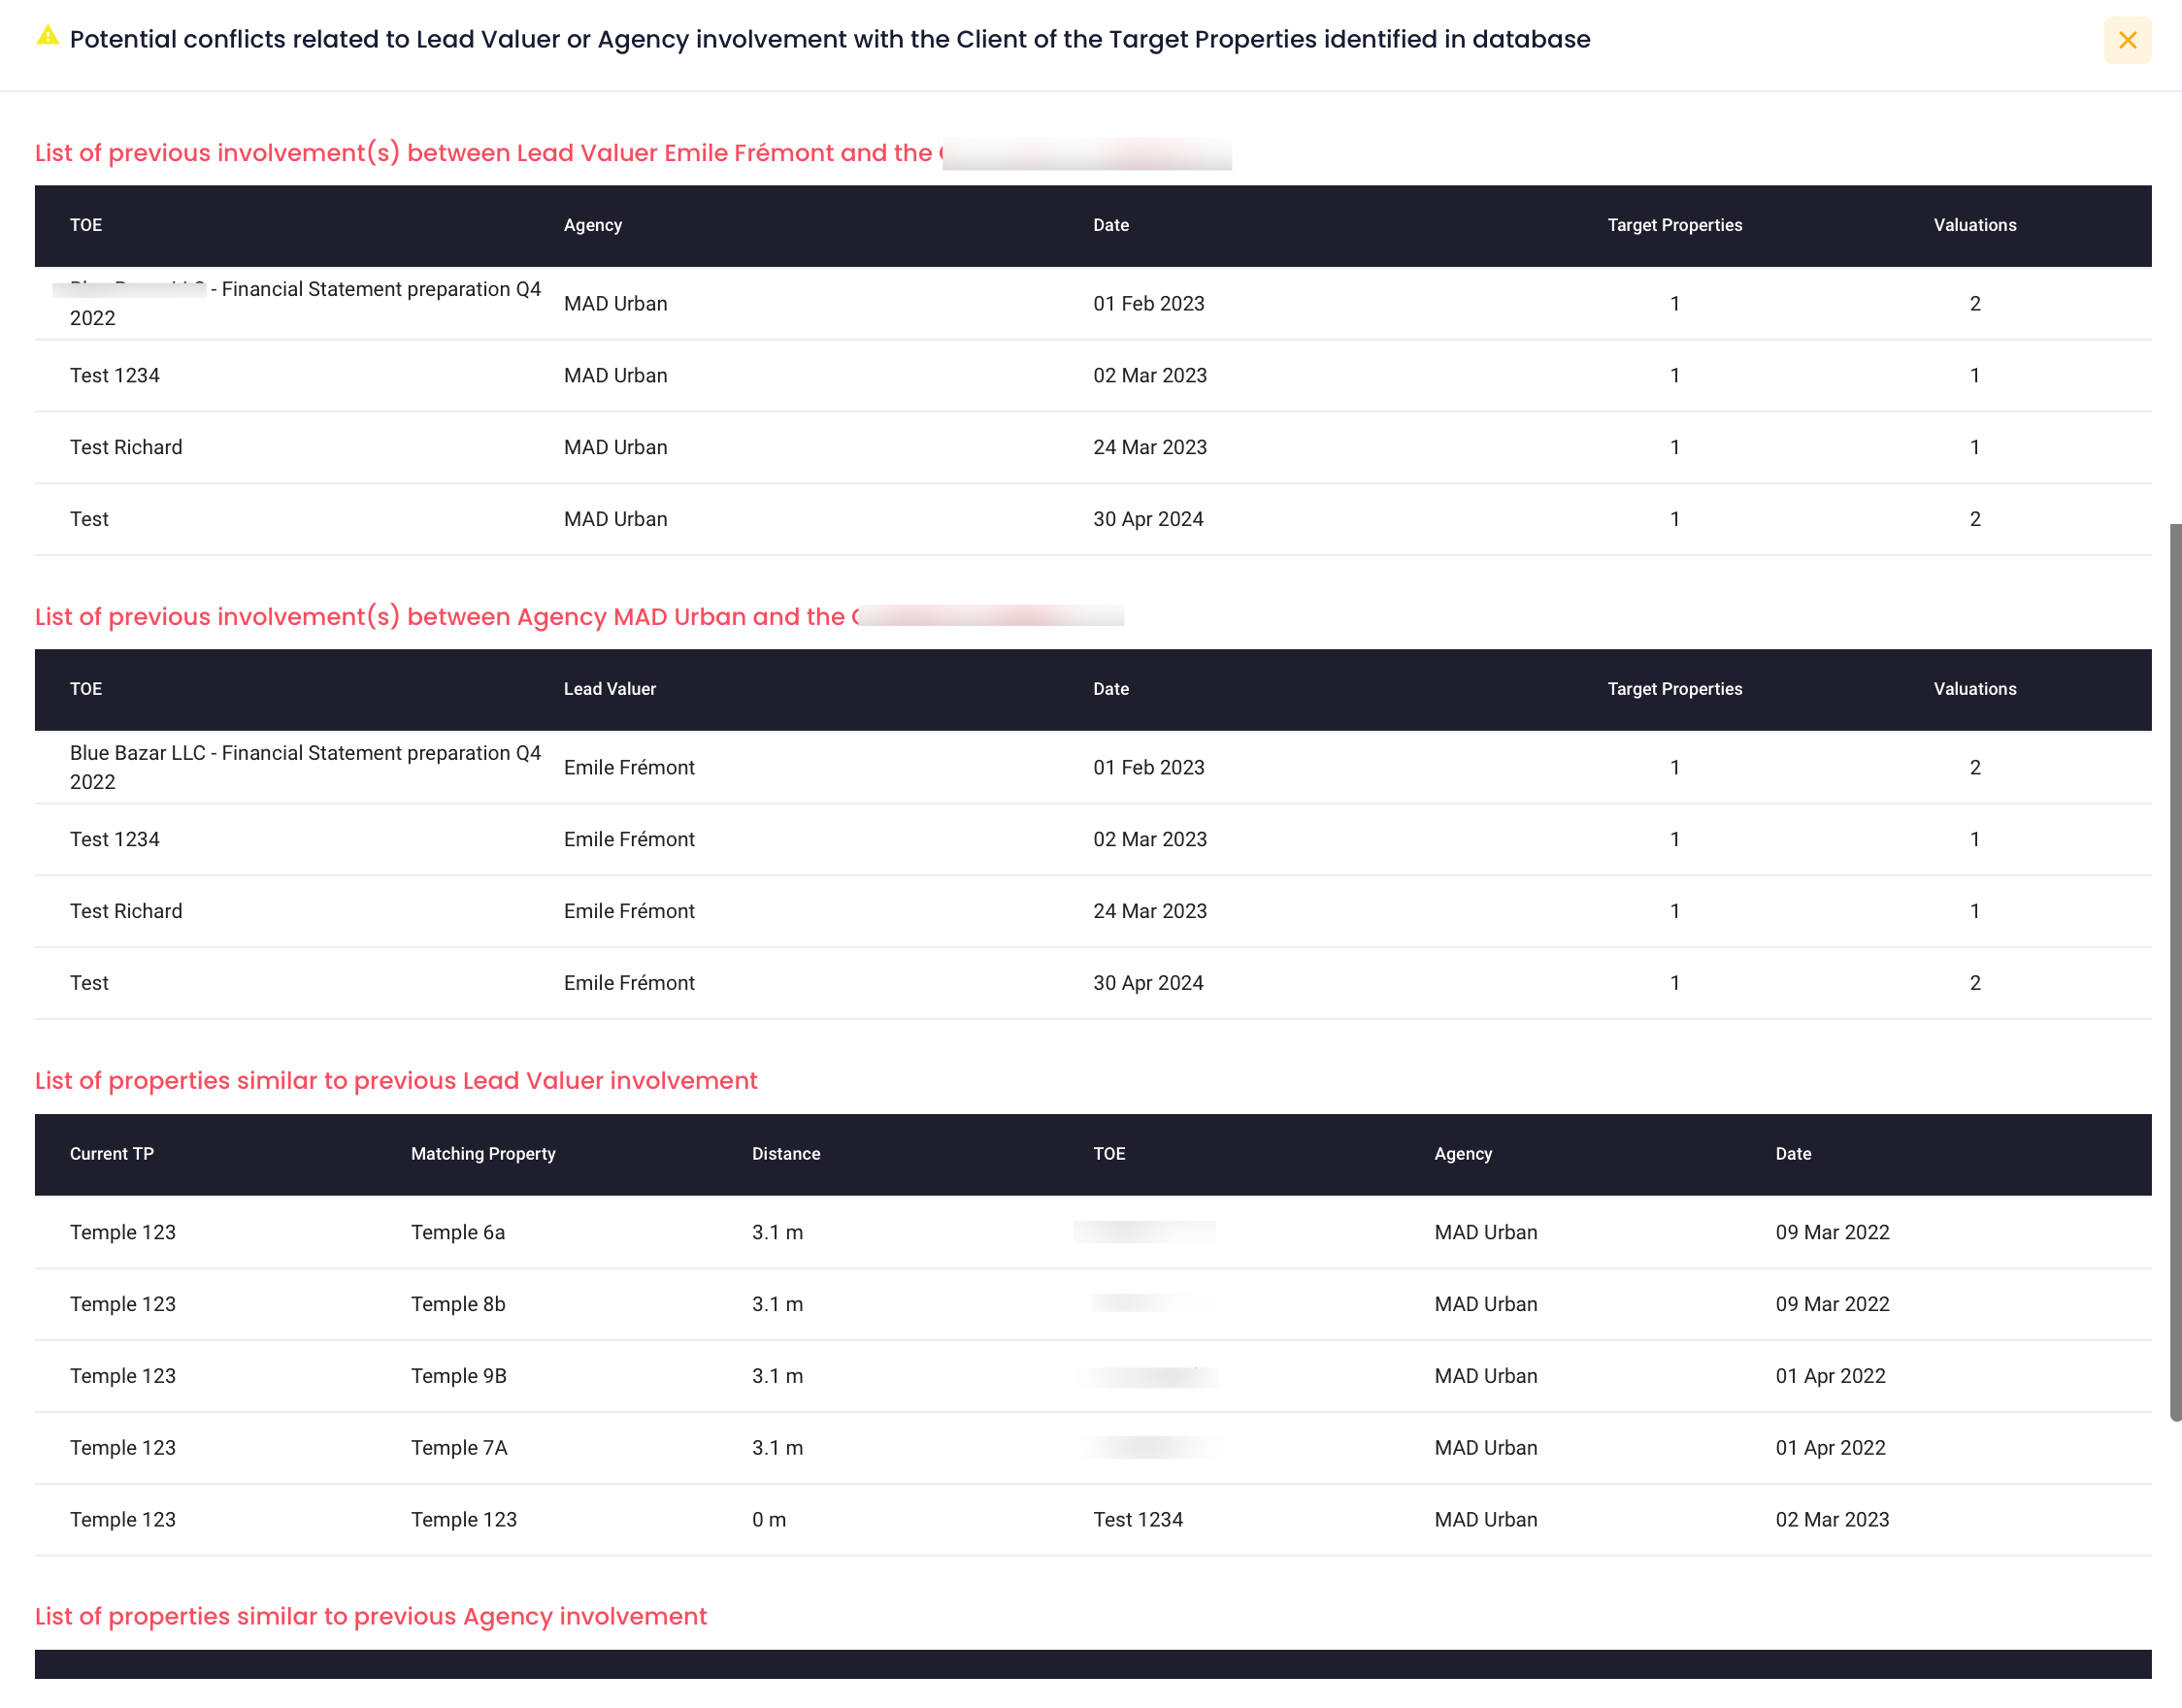 Potential conflicts related to Lead Valuer or Agency involvement with the Client of the Target Properties identified in database
List of previous involvement(s) between Lead Valuer Emile Frémont and the
TOE Agency Date Target Properties Valuations
- Financial Statement preparation Q4
2022 MAD Urban 01 Feb 2023 1 2
Test 1234 MAD Urban 02 Mar 2023 1 1
Test Richard MAD Urban 24 Mar 2023 1 1
Test MAD Urban 30 Apr 2024 1 2
List of previous involvement(s) between Agency MAD Urban and the
TOE Lead Valuer Date Target Properties Valuations
Blue Bazar LLC - Financial Statement preparation Q4
2022 Emile Frémont 01 Feb 2023 1 2
Test 1234 Emile Frémont 02 Mar 2023 1 1
Test Richard Emile Frémont 24 Mar 2023 1 1
Test Emile Frémont 30 Apr 2024 1 2
List of properties similar to previous Lead Valuer involvement
Current TP Matching Property Distance TOE Agency Date
Temple 123 Temple 6a 3.1 m MAD Urban 09 Mar 2022
Temple 123 Temple 8b 3.1 m MAD Urban 09 Mar 2022
Temple 123 Temple 9B 3.1 m MAD Urban 01 Apr 2022
Temple 123 Temple 7A 3.1 m MAD Urban 01 Apr 2022
Temple 123 Temple 123 0 m Test 1234 MAD Urban 02 Mar 2023
List of properties similar to previous Agency involvement